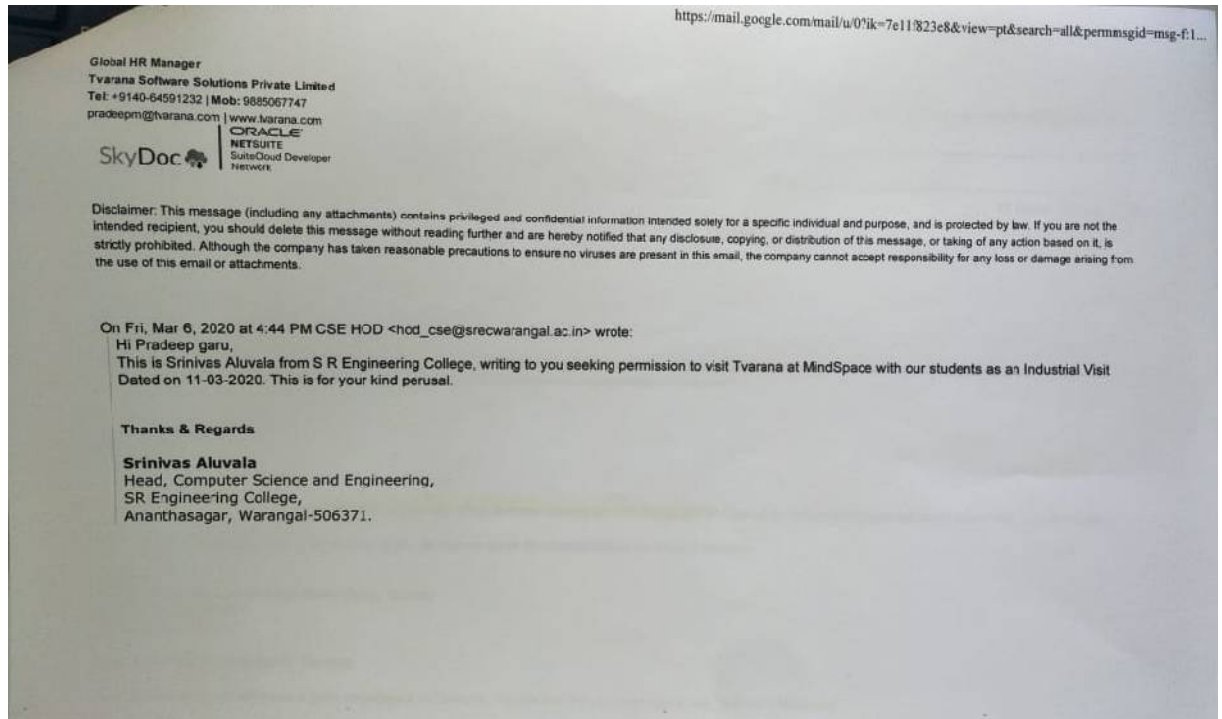 https://mail.google.com/mail/u/0?ik=7e11f823e8&view=pt&search=all&permmsgid=msg-f:1...
Global HR Manager
Tvarana Software Solutions Private Limited
Tel: +9140-64591232 | Mob: 9885067747
pradeepm@tvarana.com | www.tvarana.com
SkyDoc
ORACLE
NETSUITE
SuiteCloud Developer
Network
Disclaimer: This message (including any attachments) contains privileged and confidential information intended solely for a specific individual and purpose, and is protected by law. If you are not the
intended recipient, you should delete this message without reading further and are hereby notified that any disclosure, copying, or distribution of this message, or taking of any action based on it, is
strictly prohibited. Although the company has taken reasonable precautions to ensure no viruses are present in this email, the company cannot accept responsibility for any loss or damage arising from
the use of this email or attachments.
On Fri, Mar 6, 2020 at 4:44 PM CSE HOD <hod_cse@srecwarangal.ac.in> wrote:
Hi Pradeep garu,
This is Srinivas Aluvala from S R Engineering College, writing to you seeking permission to visit Tvarana at MindSpace with our students as an Industrial Visit
Dated on 11-03-2020. This is for your kind perusal.
Thanks & Regards
Srinivas Aluvala
Head, Computer Science and Engineering,
SR Engineering College,
Ananthasagar, Warangal-506371.